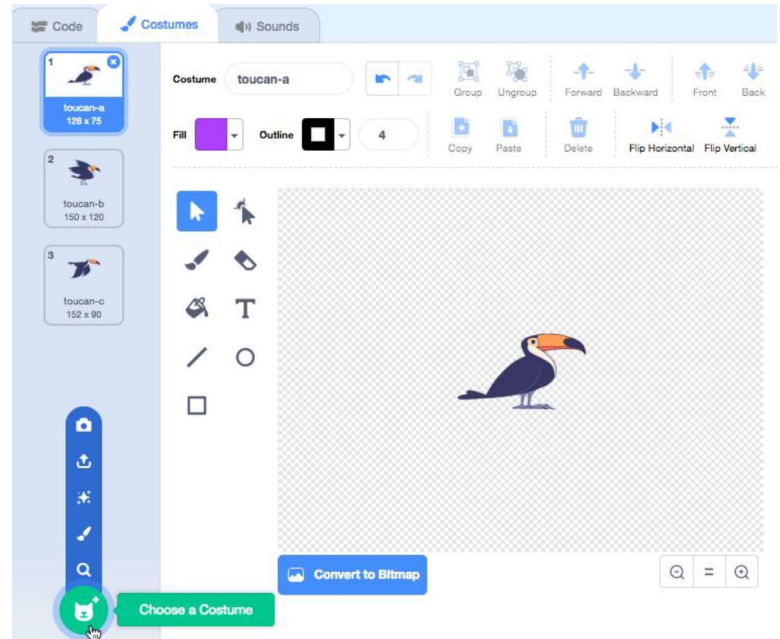 Code
Costumes
Sounds
1
toucan-a
128 x 75
2
toucan-b
150 x 120
3
toucan-c
152 x 90
Costume
toucan-a
Group
Ungroup
Forward
Backward
Front
Back
Fill
Outline
4
Copy
Paste
Delete
Flip Horizontal
Flip Vertical
T
Convert to Bitmap
=
Choose a Costume